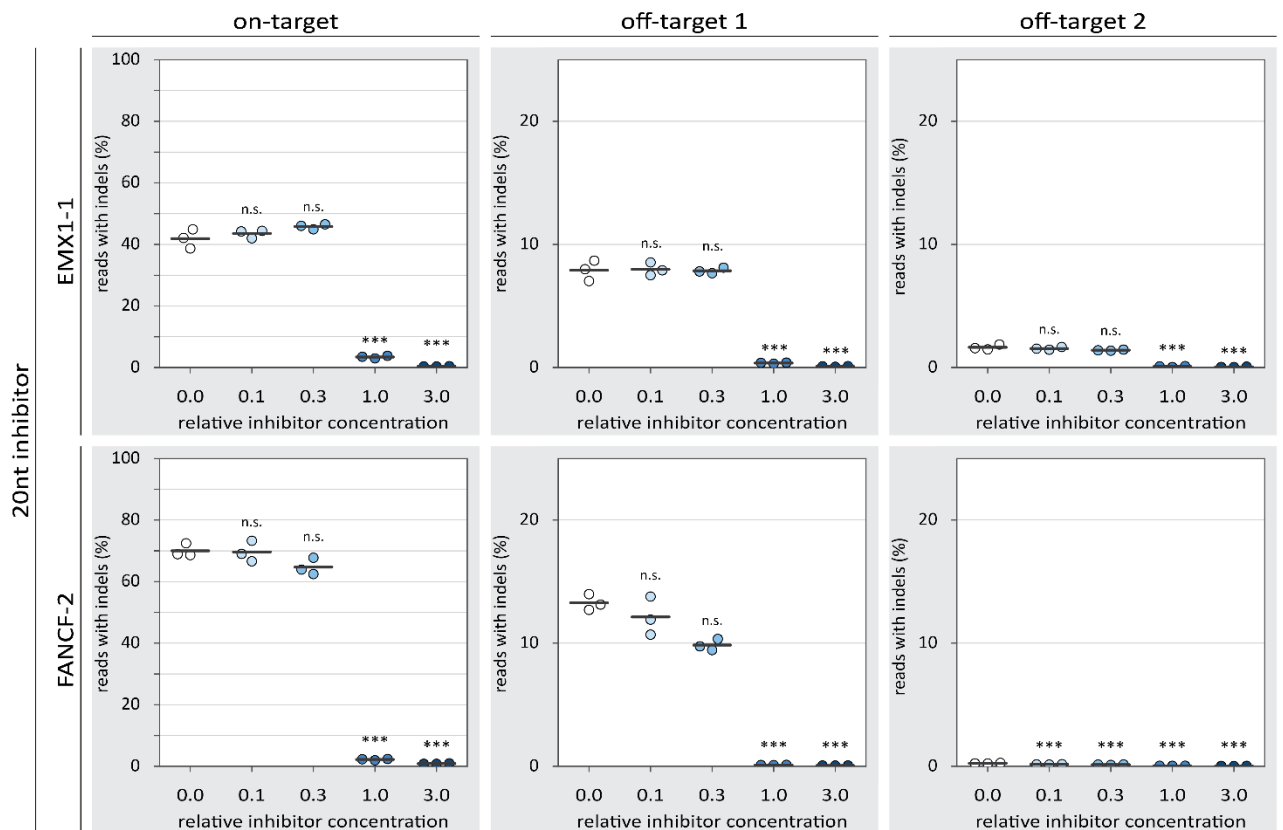 on-target
off-target 1
off-target 2
20nt inhibitor
EMX1-1
reads with indels (%)
100
80
60
40
20
0
n.s.
n.s.
***
***
0.0 0.1 0.3 1.0 3.0
relative inhibitor concentration
reads with indels (%)
20
10
0
n.s.
n.s.
***
***
0.0 0.1 0.3 1.0 3.0
relative inhibitor concentration
reads with indels (%)
20
10
0
n.s.
n.s.
***
***
0.0 0.1 0.3 1.0 3.0
relative inhibitor concentration
FANCF-2
reads with indels (%)
100
80
60
40
20
0
n.s.
n.s.
***
***
0.0 0.1 0.3 1.0 3.0
relative inhibitor concentration
reads with indels (%)
20
10
0
n.s.
n.s.
***
***
0.0 0.1 0.3 1.0 3.0
relative inhibitor concentration
reads with indels (%)
20
10
0
***
***
***
***
0.0 0.1 0.3 1.0 3.0
relative inhibitor concentration